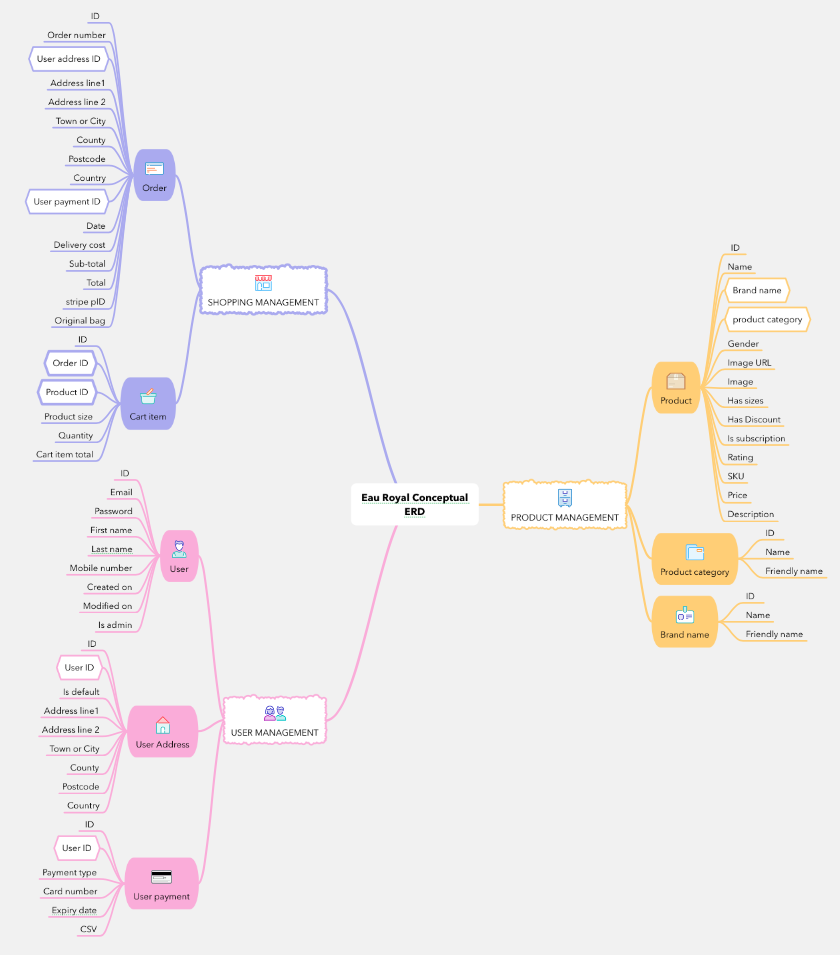 ID
Order number
User address ID
Address line1
Address line 2
Town or City
County
Postcode
Country
User payment ID
Date
Delivery cost
Sub-total
Total
stripe pID
Original bag
Order
SHOPPING MANAGEMENT
ID
Order ID
Product ID
Product size
Quantity
Cart item total
Cart item
Eau Royal Conceptual
ERD
ID
Email
Password
First name
Last name
Mobile number
Created on
Modified on
Is admin
User
ID
User ID
Is default
Address line1
Address line 2
Town or City
County
Postcode
Country
User Address
USER MANAGEMENT
ID
User ID
Payment type
Card number
Expiry date
CSV
User payment
PRODUCT MANAGEMENT
Product
ID
Name
Brand name
product category
Gender
Image URL
Image
Has sizes
Has Discount
Is subscription
Rating
SKU
Price
Description
Product category
ID
Name
Friendly name
Brand name
ID
Name
Friendly name